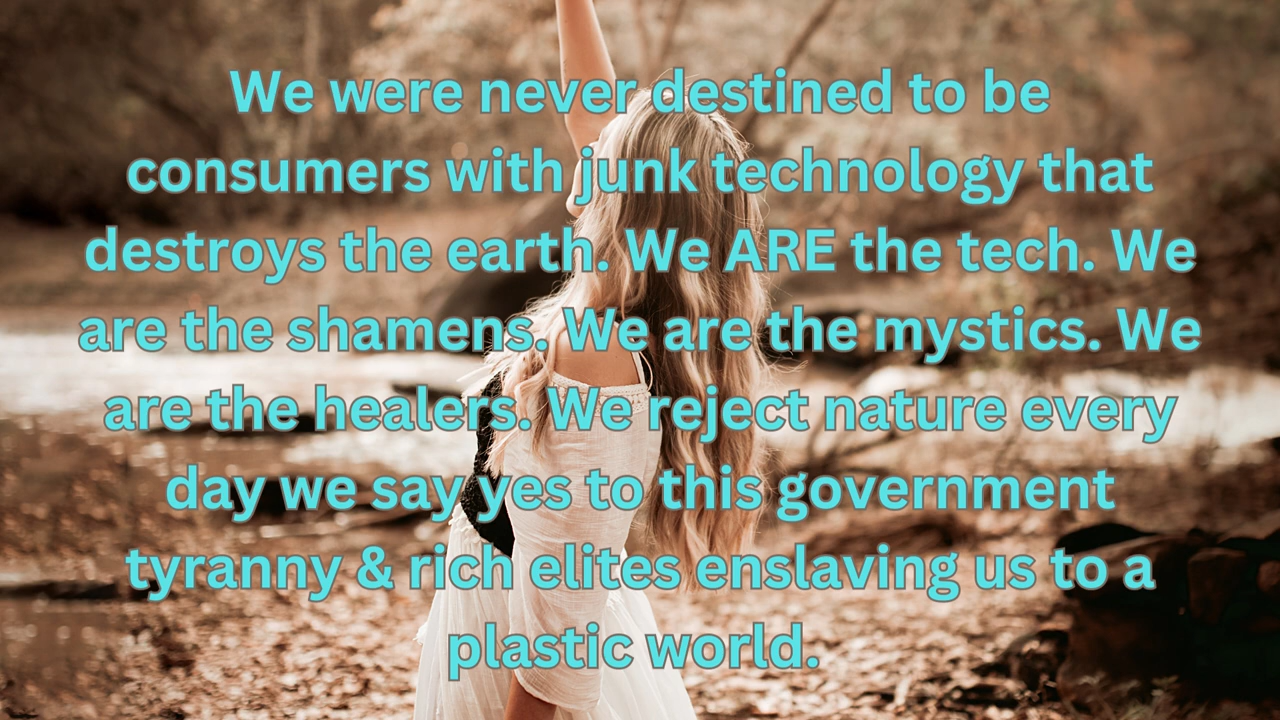 We were never destined to be
consumers with junk technology that
destroys the earth. We ARE the tech. We
are the shamens. We are the mystics. We
are the healers. We reject nature every
day we say yes to this government
tyranny & rich elites enslaving us to a
plastic world.